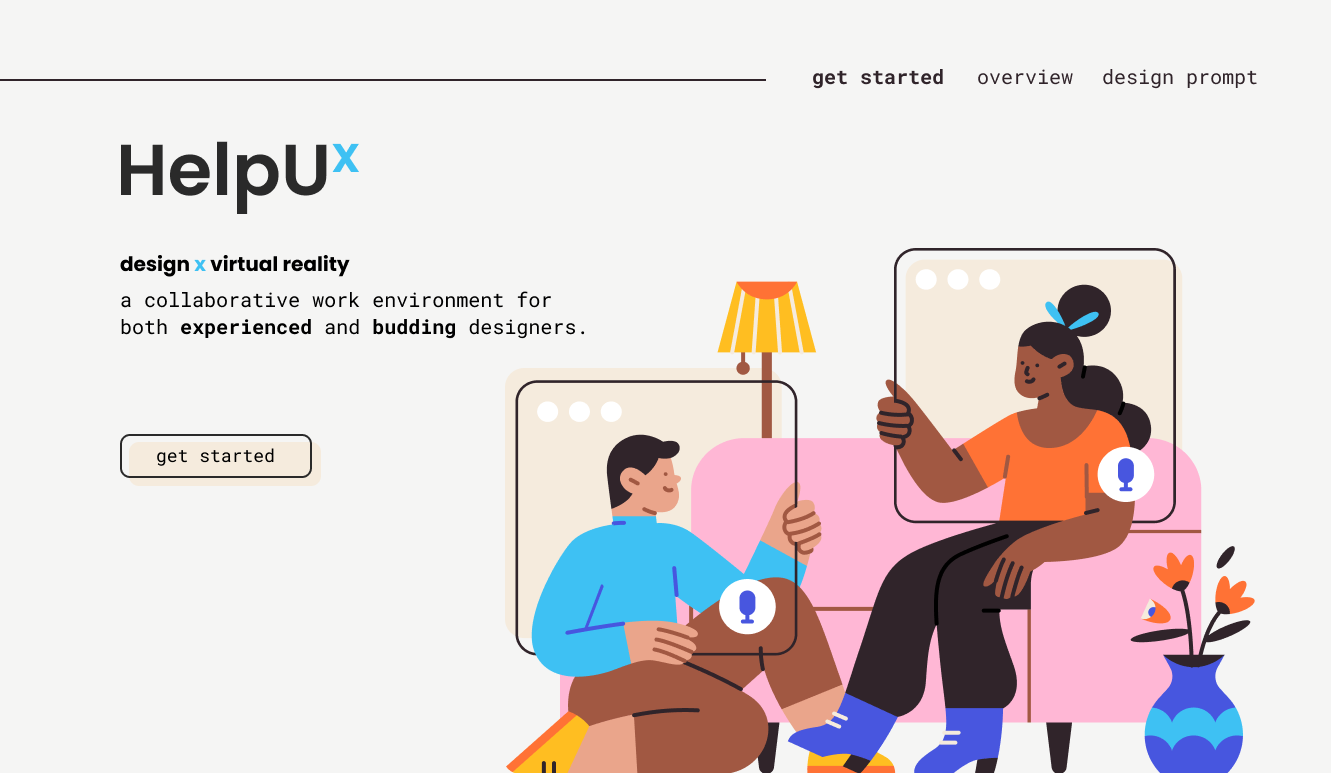 get started overview design prompt
HelpUx
design x virtual reality
a collaborative work environment for
both experienced and budding designers.
get started